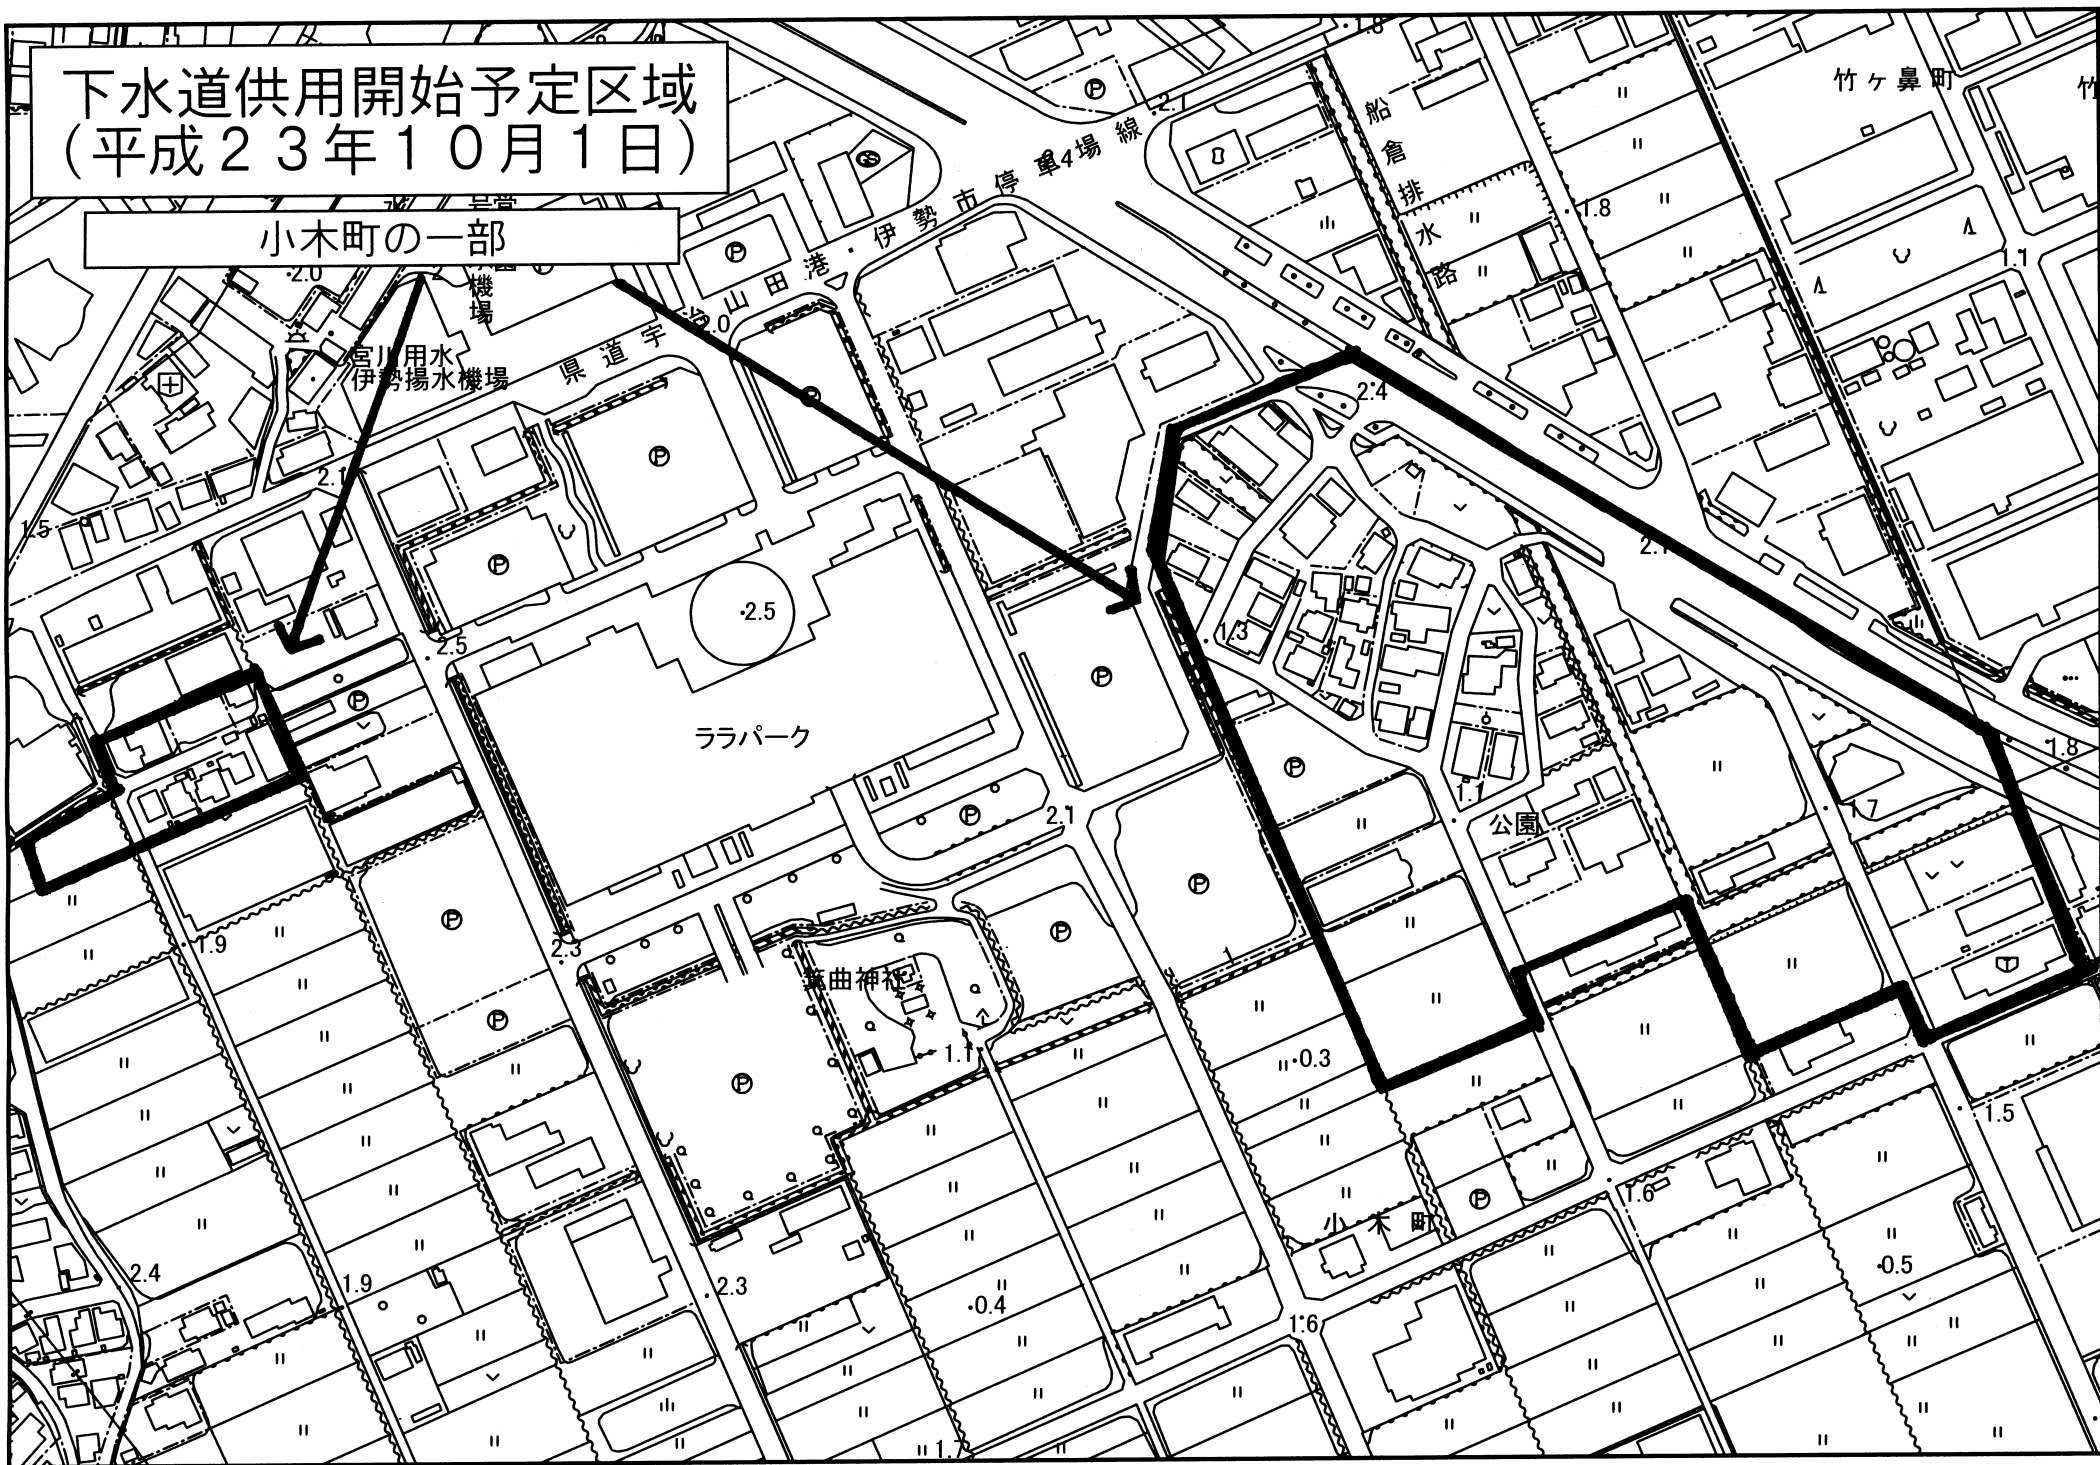 下水道供用開始予定区域
(平成23年10月1日)
小木町の一部
竹ヶ鼻町
竹
船倉排水路
県道宇
山田港・伊勢市停車場線
機場
宮川用水
伊勢揚水機場
ララパーク
箕曲神社
公園
小木町
1.8
2.1
1.8
1.1
2.0
2.0
2.4
2.1
1.5
2.5
2.5
1.3
2.1
1.8
1.1
1.7
2.1
1.9
2.3
1.1
0.3
1.5
1.6
2.4
1.9
2.3
0.4
0.5
1.6
1.7